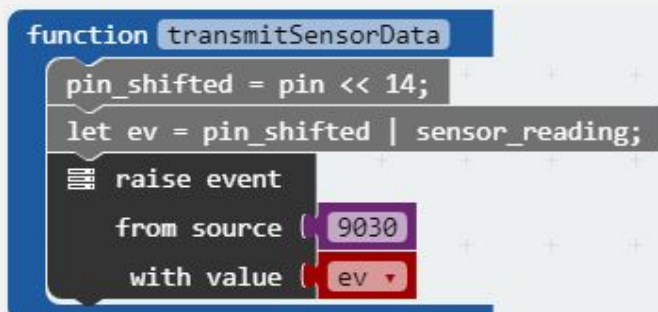 function transmitSensorData
pin_shifted = pin << 14;
let ev = pin_shifted | sensor_reading;
raise event
from source 9030
with value ev